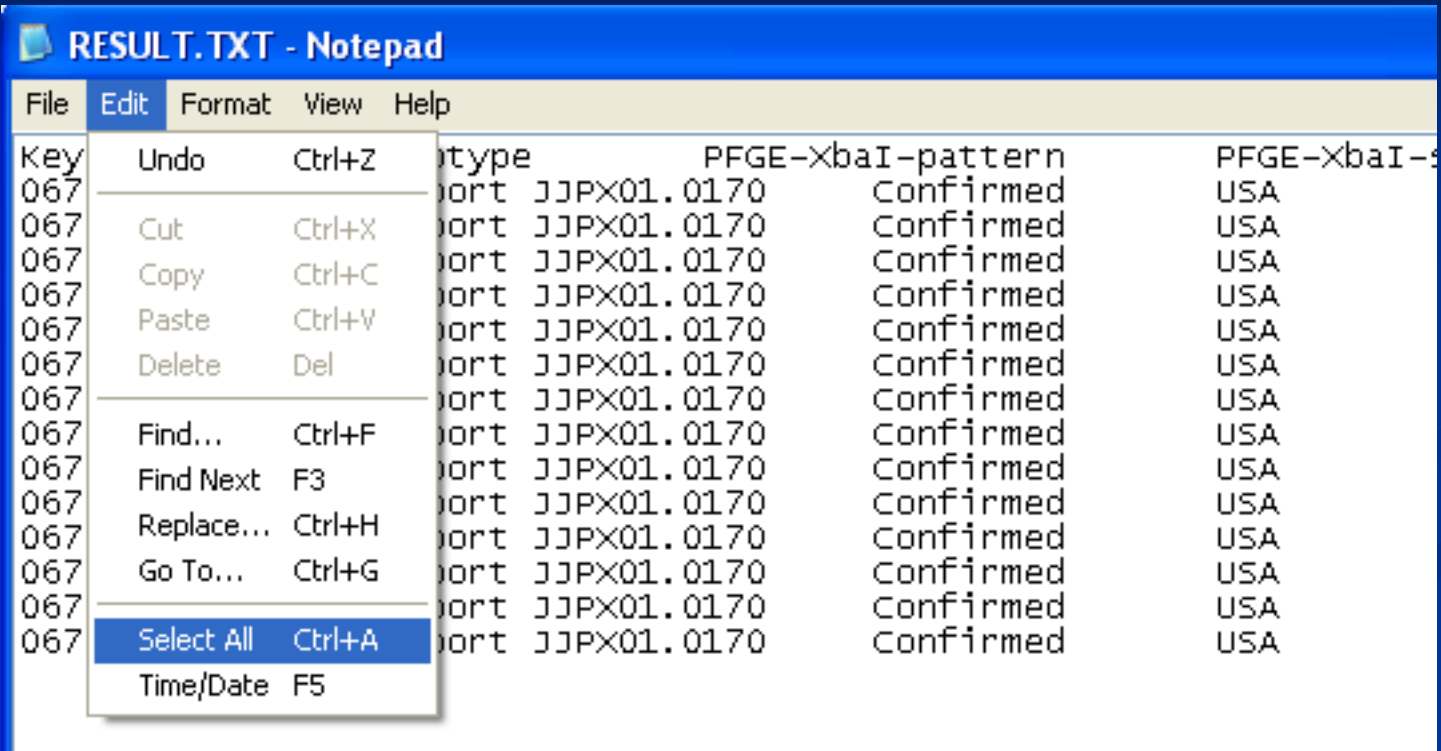 RESULT.TXT - Notepad
File Edit Format View Help
Key otype PFGE-XbaI-pattern PFGE-XbaI-s
067 port JJPX01.0170 Confirmed USA
067 port JJPX01.0170 Confirmed USA
067 port JJPX01.0170 Confirmed USA
067 port JJPX01.0170 Confirmed USA
067 port JJPX01.0170 Confirmed USA
067 port JJPX01.0170 Confirmed USA
067 port JJPX01.0170 Confirmed USA
067 port JJPX01.0170 Confirmed USA
067 port JJPX01.0170 Confirmed USA
067 port JJPX01.0170 Confirmed USA
067 port JJPX01.0170 Confirmed USA
067 port JJPX01.0170 Confirmed USA
067 port JJPX01.0170 Confirmed USA
067 port JJPX01.0170 Confirmed USA
Undo Ctrl+Z
Cut Ctrl+X
Copy Ctrl+C
Paste Ctrl+V
Delete Del
Find... Ctrl+F
Find Next F3
Replace... Ctrl+H
Go To... Ctrl+G
Select All Ctrl+A
Time/Date F5